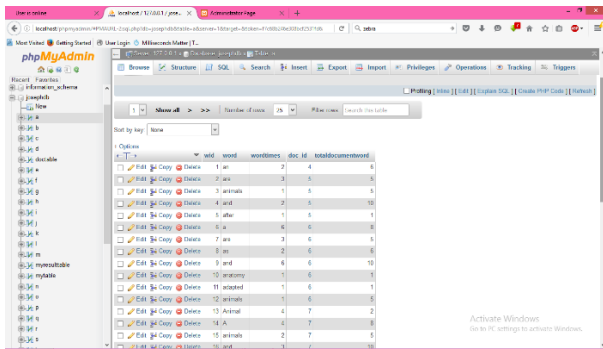 User is online
localhost / 127.0.0.1 / jose...
Administrator Page
zebra
Most Visited Getting Started User Login Milliseconds Matter | T...
phpMyAdmin
Recent Favorites
information_schema
josephdb
New
a
b
c
d
doctable
e
f
g
h
i
j
k
l
m
myresulttable
mytable
n
o
p
q
r
s
Browse Structure SQL Search Insert Export Import Privileges Operations Tracking Triggers
Profiling [ Inline ] [ Edit ] [ Explain SQL ] [ Create PHP Code ] [ Refresh ]
1 Show all > >> Number of rows: 25 Filter rows: Search this table
Sort by key: None
+ Options
wid word wordtimes doc_id totaldocumentword
Edit Copy Delete 1 an 2 4 6
Edit Copy Delete 2 are 3 5 5
Edit Copy Delete 3 animals 1 5 5
Edit Copy Delete 4 and 2 5 10
Edit Copy Delete 5 after 1 5 1
Edit Copy Delete 6 a 6 6 8
Edit Copy Delete 7 are 3 6 5
Edit Copy Delete 8 an 2 6 6
Edit Copy Delete 9 and 6 6 10
Edit Copy Delete 10 anatomy 1 6 1
Edit Copy Delete 11 adapted 1 6 1
Edit Copy Delete 12 animals 1 6 5
Edit Copy Delete 13 Animal 4 7 2
Edit Copy Delete 14 A 4 7 8
Edit Copy Delete 15 animals 2 7 5
Edit Copy Delete 16 and 3 7 10
Activate Windows
Go to PC settings to activate Windows.